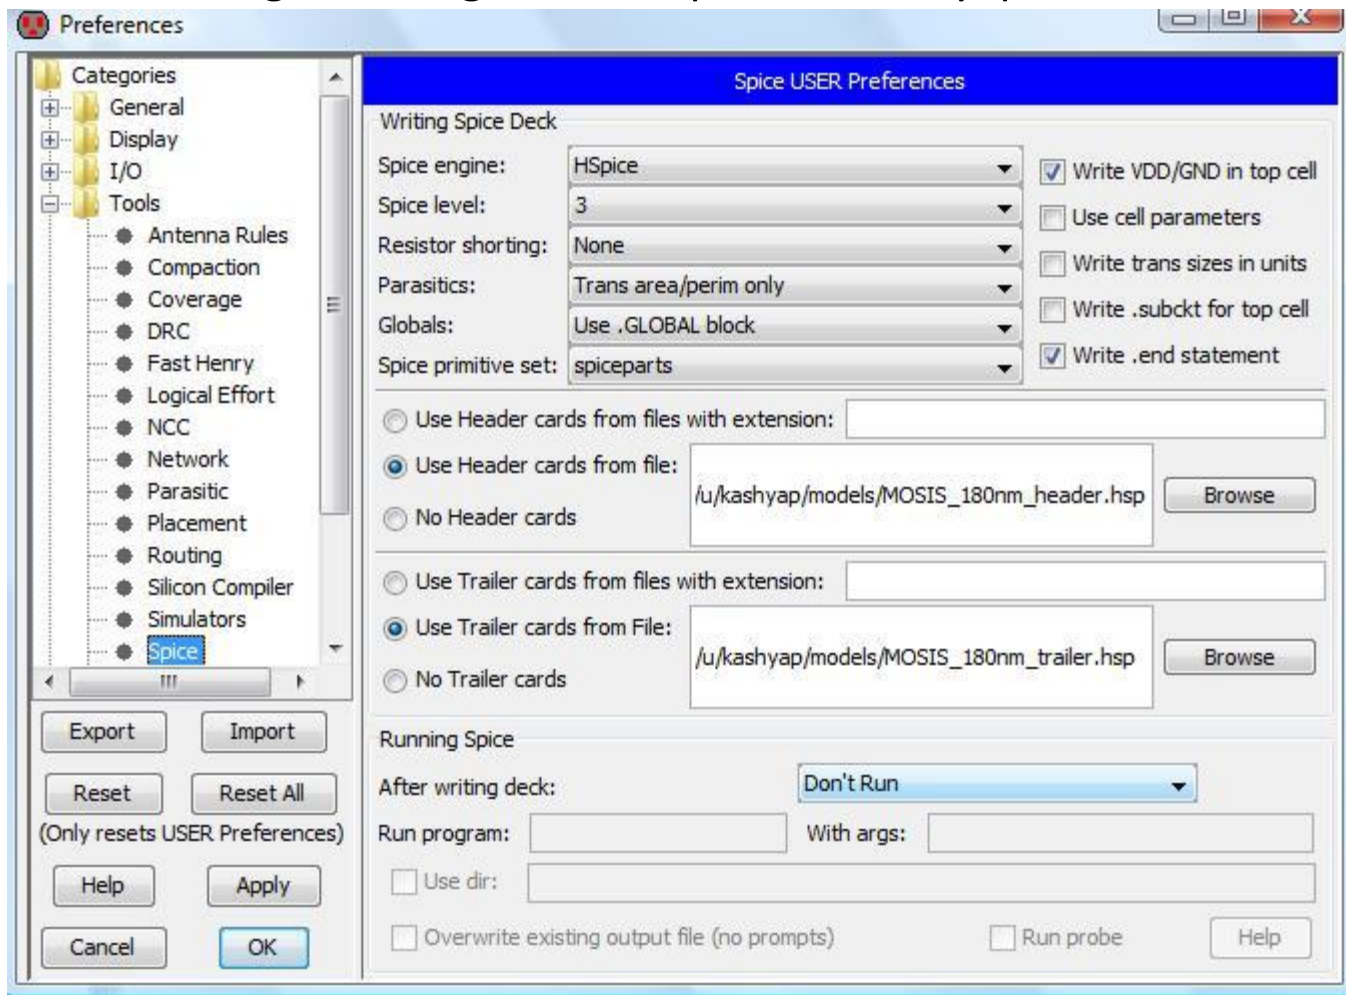 Preferences
Categories
General
Display
I/O
Tools
Antenna Rules
Compaction
Coverage
DRC
Fast Henry
Logical Effort
NCC
Network
Parasitic
Placement
Routing
Silicon Compiler
Simulators
Spice
Export Import
Reset Reset All
(Only resets USER Preferences)
Help Apply
Cancel OK
Spice USER Preferences
Writing Spice Deck
Spice engine: HSpice
Spice level: 3
Resistor shorting: None
Parasitics: Trans area/perim only
Globals: Use .GLOBAL block
Spice primitive set: spiceparts
Write VDD/GND in top cell
Use cell parameters
Write trans sizes in units
Write .subckt for top cell
Write .end statement
Use Header cards from files with extension:
Use Header cards from file:
/u/kashyap/models/MOSIS_180nm_header.hsp Browse
No Header cards
Use Trailer cards from files with extension:
Use Trailer cards from File:
/u/kashyap/models/MOSIS_180nm_trailer.hsp Browse
No Trailer cards
Running Spice
After writing deck: Don't Run
Run program: With args:
Use dir:
Overwrite existing output file (no prompts) Run probe Help